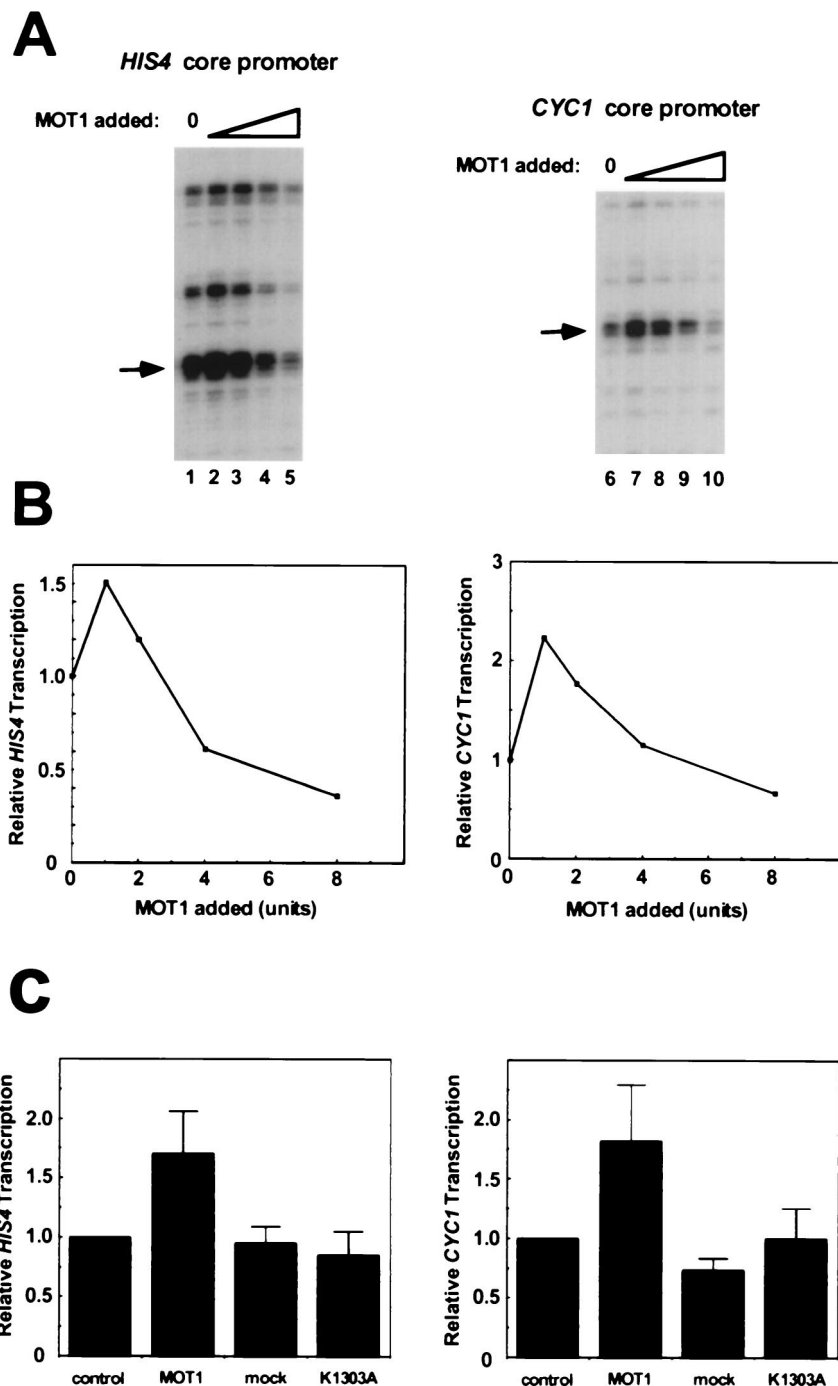 A
HIS4 core promoter
MOT1 added: 0
1 2 3 4 5
CYC1 core promoter
MOT1 added: 0
6 7 8 9 10
B
Relative HIS4 Transcription
1.5
1.0
0.5
0
0 2 4 6 8
MOT1 added (units)
Relative CYC1 Transcription
3
2
1
0
0 2 4 6 8
MOT1 added (units)
C
Relative HIS4 Transcription
2.0
1.5
1.0
0.5
0
control MOT1 mock K1303A
Relative CYC1 Transcription
2.0
1.5
1.0
0.5
0
control MOT1 mock K1303A